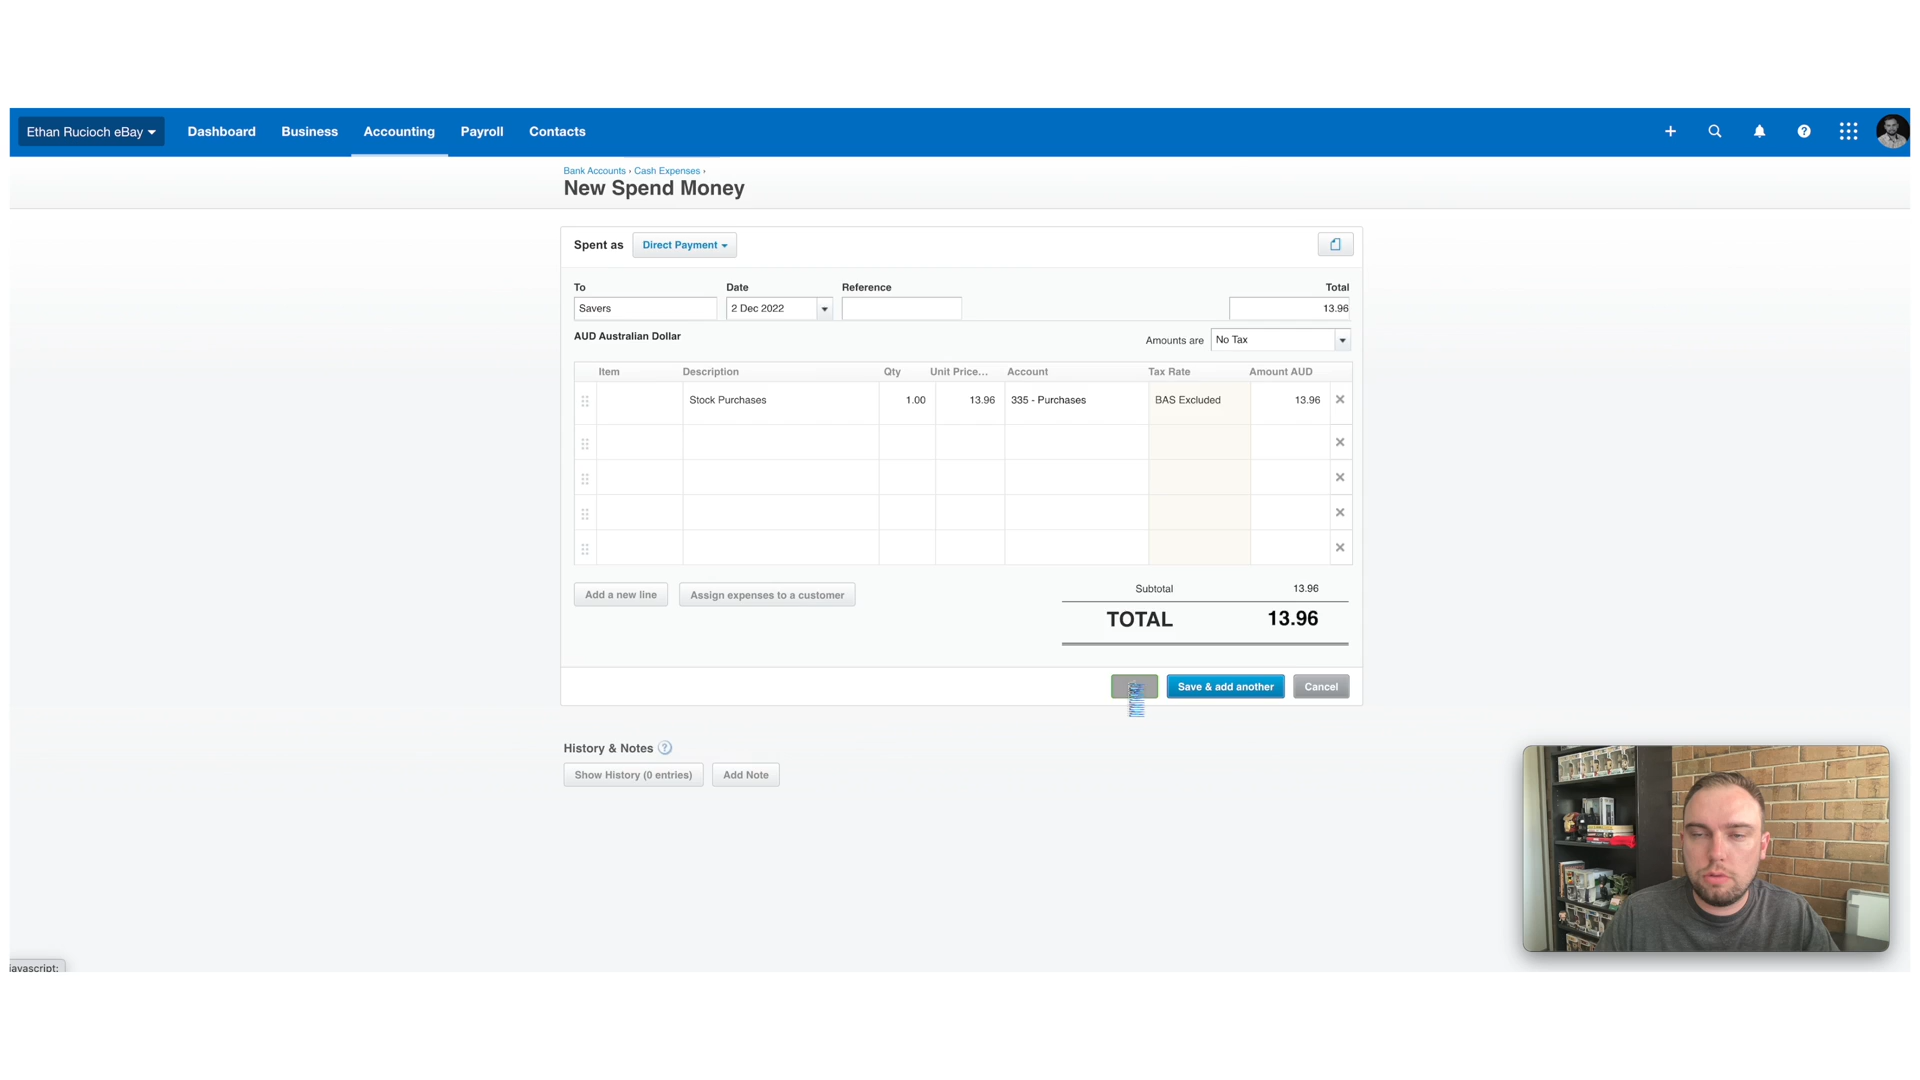 Ethan Rucioch eBay Dashboard Business Accounting Payroll Contacts
Bank Accounts › Cash Expenses ›
New Spend Money
Spent as Direct Payment
To Date Reference Total
Savers 2 Dec 2022 13.96
AUD Australian Dollar Amounts are No Tax
Item Description Qty Unit Price... Account Tax Rate Amount AUD
Stock Purchases 1.00 13.96 335 - Purchases BAS Excluded 13.96
Add a new line Assign expenses to a customer Subtotal 13.96
TOTAL 13.96
Save & add another Cancel
History & Notes ?
Show History (0 entries) Add Note
javascript: